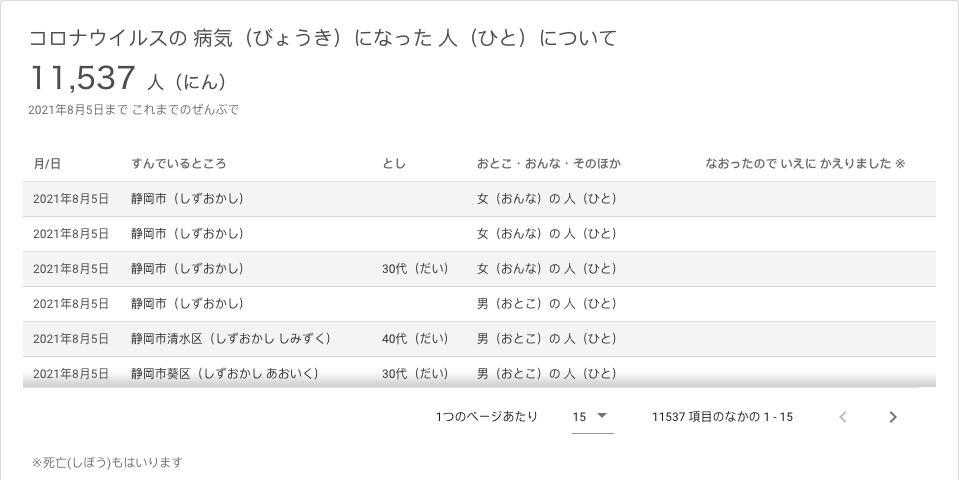 コロナウイルスの 病気（びょうき）になった 人（ひと）について
11,537 人（にん）
2021年8月5日まで これまでのぜんぶで
月/日 すんでいるところ とし おとこ・おんな・そのほか なおったので いえに かえりました ※
2021年8月5日 静岡市（しずおかし） 女（おんな）の 人（ひと）
2021年8月5日 静岡市（しずおかし） 女（おんな）の 人（ひと）
2021年8月5日 静岡市（しずおかし） 30代（だい） 女（おんな）の 人（ひと）
2021年8月5日 静岡市（しずおかし） 男（おとこ）の 人（ひと）
2021年8月5日 静岡市清水区（しずおかし しみずく） 40代（だい） 男（おとこ）の 人（ひと）
2021年8月5日 静岡市葵区（しずおかし あおいく） 30代（だい） 男（おとこ）の 人（ひと）
1つのページあたり 15 11537 項目のなかの 1 - 15
※死亡(しぼう)もはいります